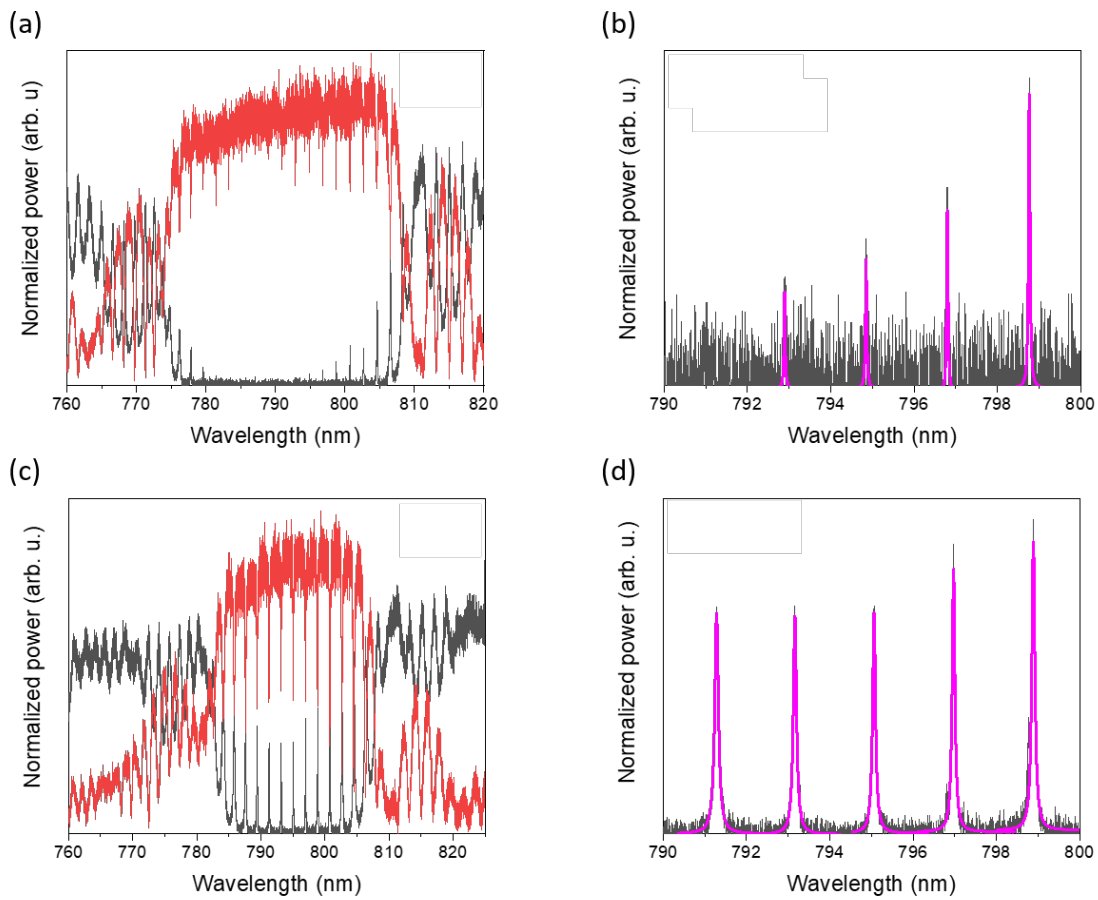 (a)
(b)
Normalized power (arb. u)
760 770 780 790 800 810 820
Wavelength (nm)
Normalized power (arb. u.)
790 792 794 796 798 800
Wavelength (nm)
(c)
(d)
Normalized power (arb. u.)
760 770 780 790 800 810 820
Wavelength (nm)
Normalized power (arb. u.)
790 792 794 796 798 800
Wavelength (nm)